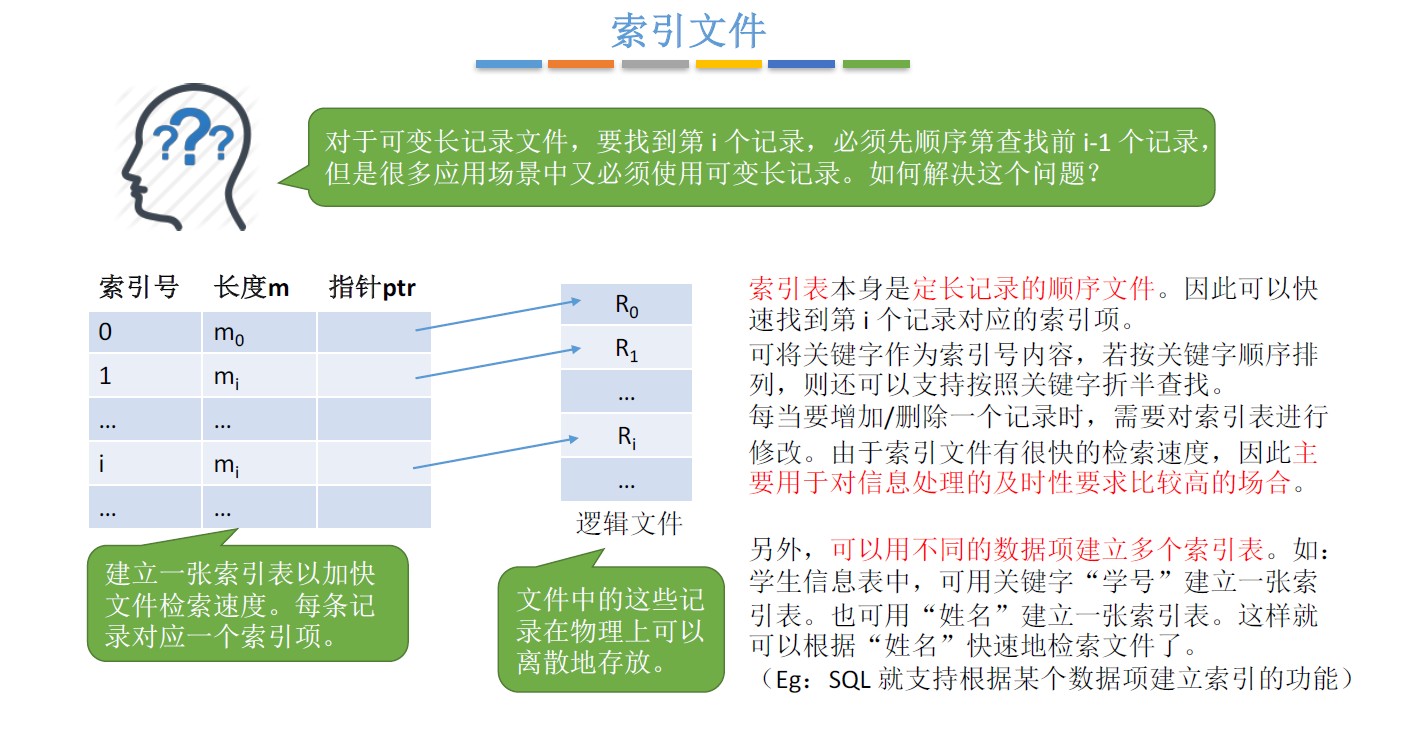 索引文件
???
对于可变长记录文件，要找到第 i 个记录，必须先顺序第查找前 i-1 个记录，
但是很多应用场景中又必须使用可变长记录。如何解决这个问题？
索引号 长度m 指针ptr
0 m0
1 mi
... ...
i mi
... ...
R0
R1
...
Ri
...
逻辑文件
建立一张索引表以加快
文件检索速度。每条记
录对应一个索引项。
文件中的这些记
录在物理上可以
离散地存放。
索引表本身是定长记录的顺序文件。因此可以快
速找到第 i 个记录对应的索引项。
可将关键字作为索引号内容，若按关键字顺序排
列，则还可以支持按照关键字折半查找。
每当要增加/删除一个记录时，需要对索引表进行
修改。由于索引文件有很快的检索速度，因此主
要用于对信息处理的及时性要求比较高的场合。
另外，可以用不同的数据项建立多个索引表。如：
学生信息表中，可用关键字“学号”建立一张索
引表。也可用“姓名”建立一张索引表。这样就
可以根据“姓名”快速地检索文件了。
（Eg：SQL 就支持根据某个数据项建立索引的功能）